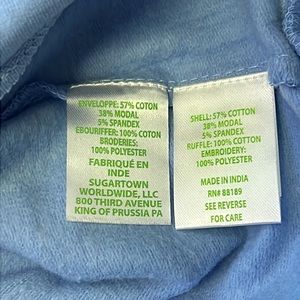 ENVELOPPE: 57% COTON
38% MODAL
5% SPANDEX
EBOURIFFER: 100% COTON
BRODERIES:
100% POLYESTER
FABRIQUÉ EN
INDE
SUGARTOWN
WORLDWIDE, LLC
800 THIRD AVENUE
KING OF PRUSSIA PA
SHELL: 57% COTTON
38% MODAL
5% SPANDEX
RUFFLE: 100% COTTON
EMBROIDERY:
100% POLYESTER
MADE IN INDIA
RN# 88189
SEE REVERSE
FOR CARE